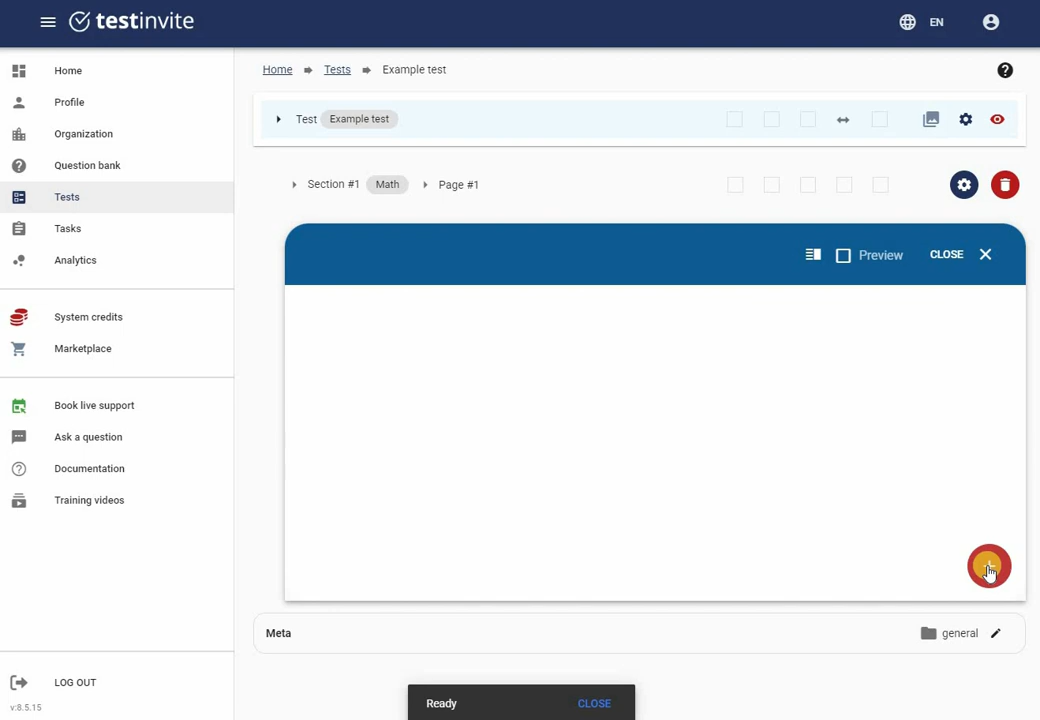 testinvite
EN
Home
Profile
Organization
Question bank
Tests
Tasks
Analytics
System credits
Marketplace
Book live support
Ask a question
Documentation
Training videos
LOG OUT
v:8.5.15
Home Tests Example test
Test Example test
Section #1 Math Page #1
Preview CLOSE
Meta general
Ready CLOSE